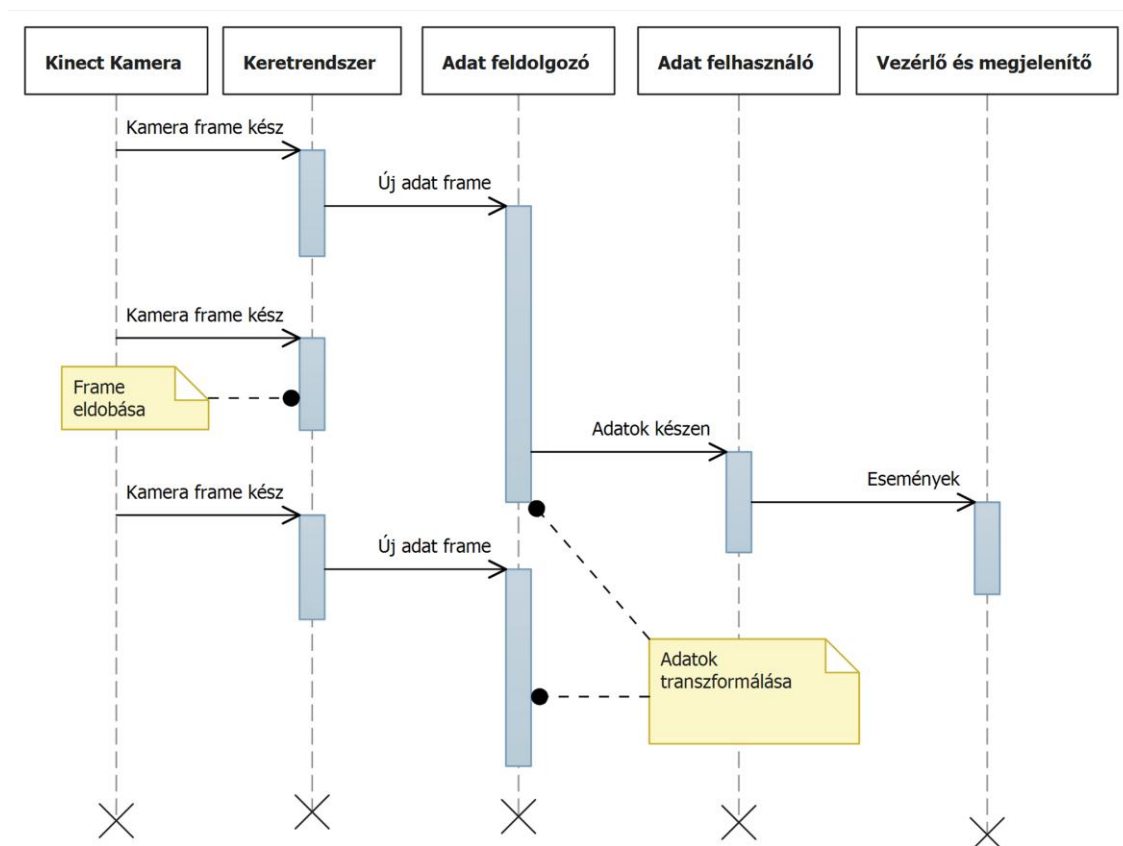 Kinect Kamera
Keretrendszer
Adat feldolgozó
Adat felhasználó
Vezérlő és megjelenítő
Kamera frame kész
Új adat frame
Kamera frame kész
Frame
eldobása
Adatok készen
Események
Kamera frame kész
Új adat frame
Adatok
transzformálása